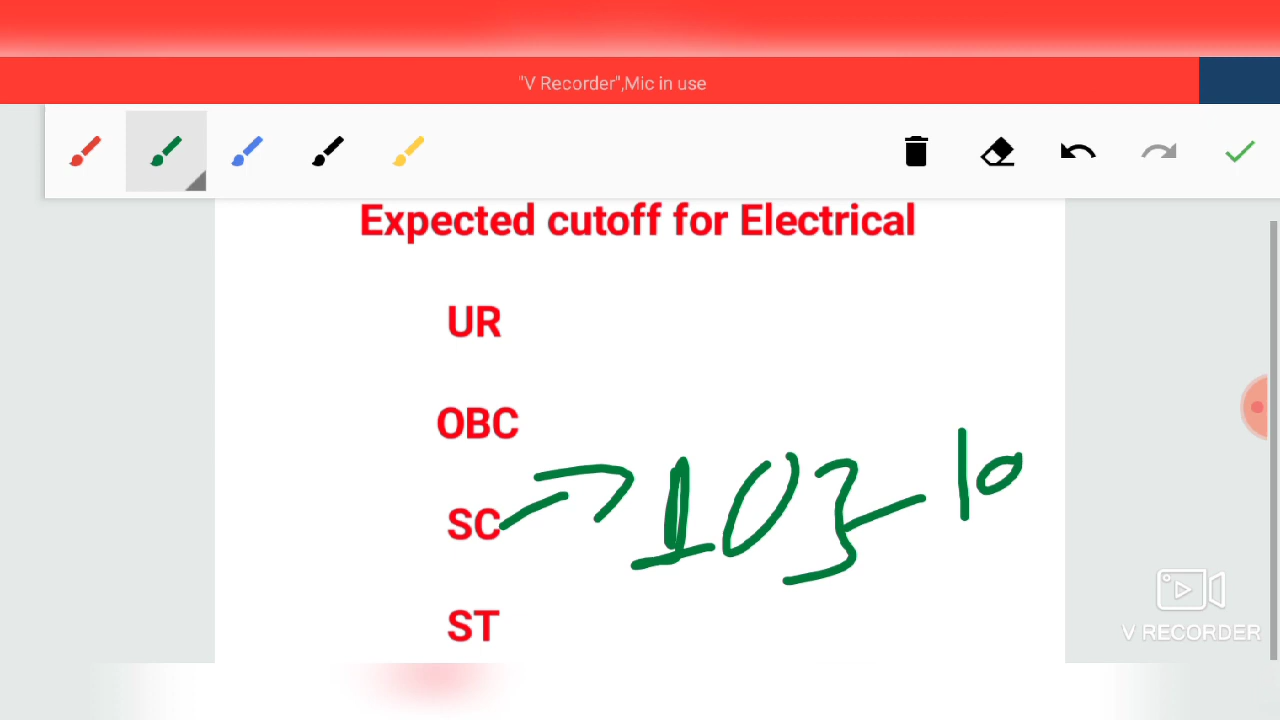 "V Recorder",Mic in use
Expected cutoff for Electrical
UR
OBC
SC → 103 - 10
ST
V RECORDER